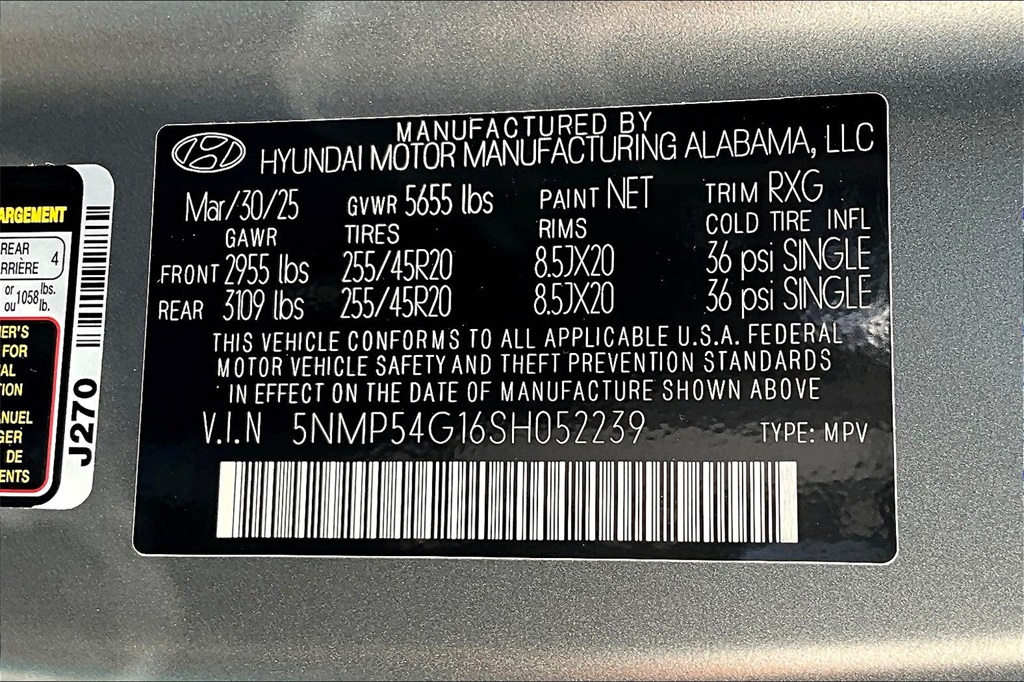 MANUFACTURED BY
HYUNDAI MOTOR MANUFACTURING ALABAMA, LLC
Mar/30/25 GVWR 5655 lbs PAINT NET TRIM RXG
GAWR TIRES RIMS COLD TIRE INFL
FRONT 2955 lbs 255/45R20 8.5JX20 36 psi SINGLE
REAR 3109 lbs 255/45R20 8.5JX20 36 psi SINGLE
THIS VEHICLE CONFORMS TO ALL APPLICABLE U.S.A. FEDERAL
MOTOR VEHICLE SAFETY AND THEFT PREVENTION STANDARDS
IN EFFECT ON THE DATE OF MANUFACTURE SHOWN ABOVE
V.I.N 5NMP54G16SH052239 TYPE: MPV
REAR
4
or
ou
1058
lbs.
lb.
FOR
DE
J270